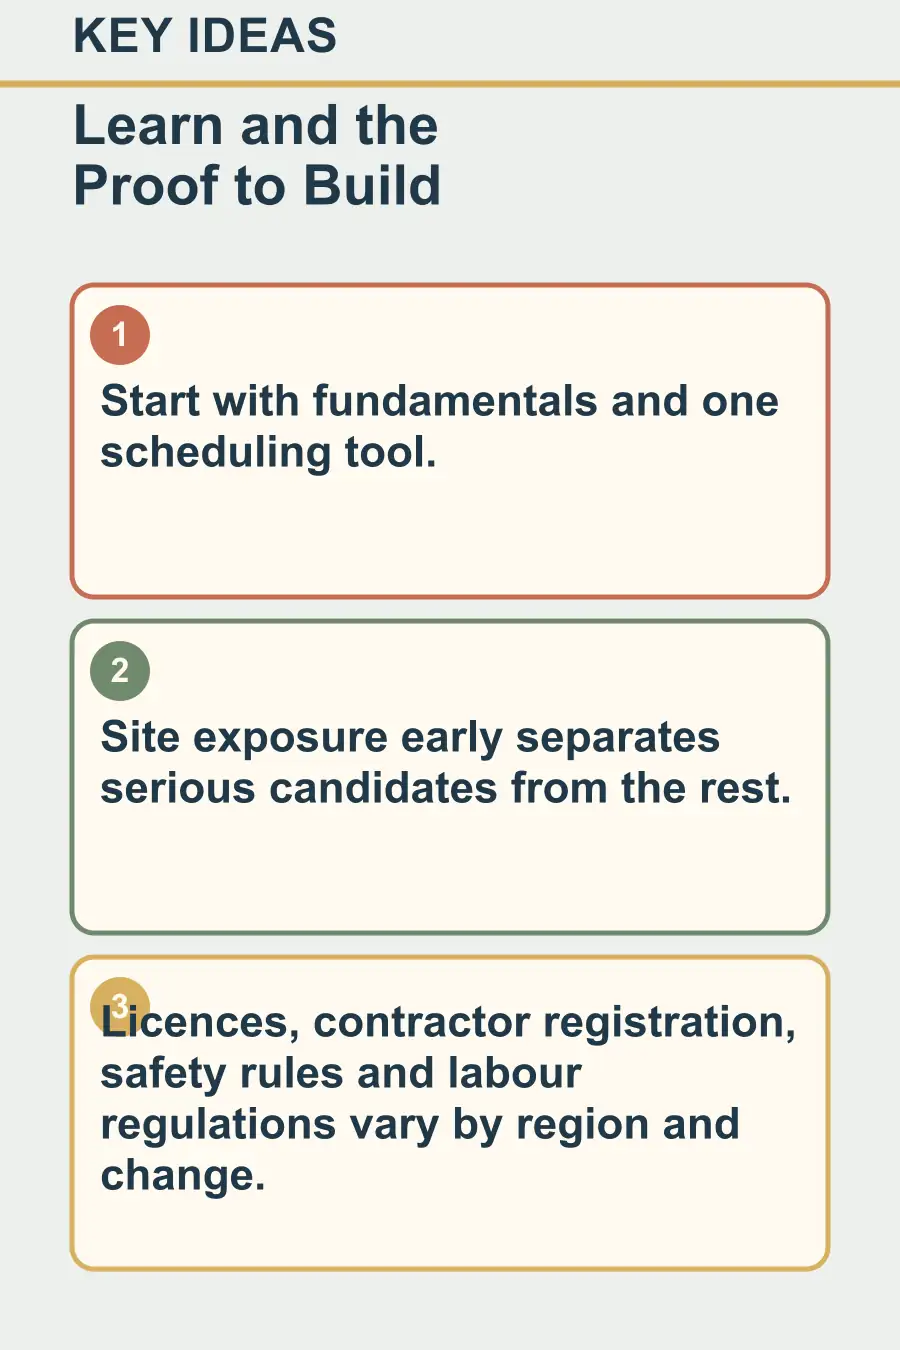 KEY IDEAS
Learn and the
Proof to Build
1
Start with fundamentals and one
scheduling tool.
2
Site exposure early separates
serious candidates from the rest.
3
Licences, contractor registration,
safety rules and labour
regulations vary by region and
change.